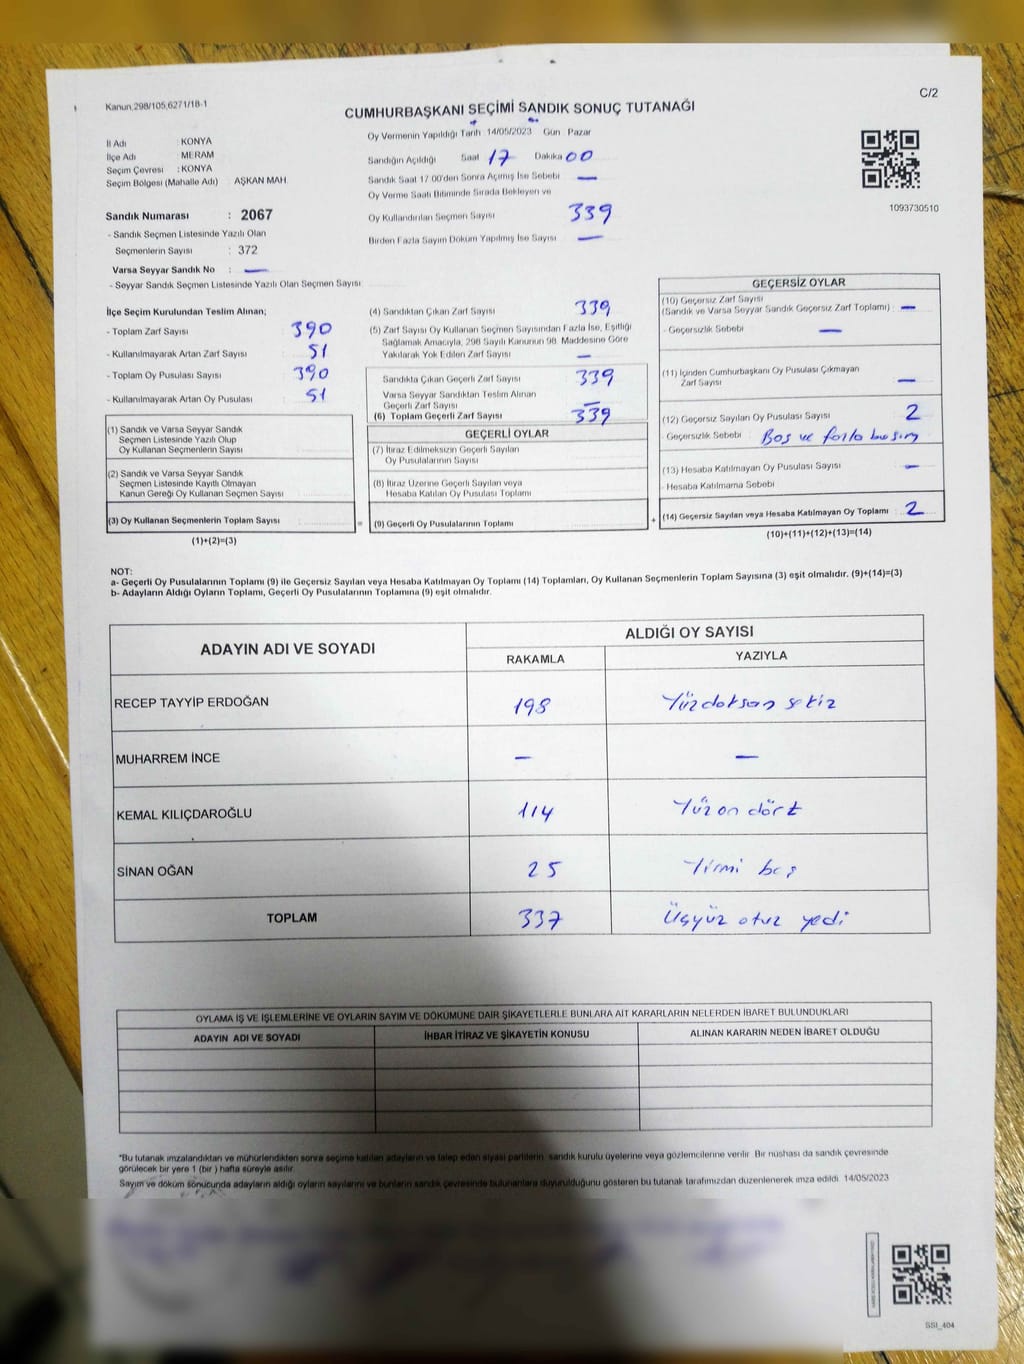 Kanun,298/105,6271/18-1
C/2
CUMHURBAŞKANI SEÇİMİ SANDIK SONUÇ TUTANAĞI
İl Adı : KONYA
İlçe Adı : MERAM
Seçim Çevresi : KONYA
Seçim Bölgesi (Mahalle Adı) : AŞKAN MAH.
Sandık Numarası : 2067
- Sandık Seçmen Listesinde Yazılı Olan
Seçmenlerin Sayısı : 372
Varsa Seyyar Sandık No : —
- Seyyar Sandık Seçmen Listesinde Yazılı Olan Seçmen Sayısı
Oy Vermenin Yapıldığı Tarih 14/05/2023 Gün Pazar
Sandığın Açıldığı Saat 17 Dakika 00
Sandık Saat 17:00'den Sonra Açılmış İse Sebebi —
Oy Verme Saati Bitiminde Sırada Bekleyen ve
Oy Kullandırılan Seçmen Sayısı 339
Birden Fazla Sayım Döküm Yapılmış İse Sayısı —
1093730510
İlçe Seçim Kurulundan Teslim Alınan;
- Toplam Zarf Sayısı : 390
- Kullanılmayarak Artan Zarf Sayısı : 51
- Toplam Oy Pusulası Sayısı : 390
- Kullanılmayarak Artan Oy Pusulası : 51
(1) Sandık ve Varsa Seyyar Sandık
Seçmen Listesinde Yazılı Olup
Oy Kullanan Seçmenlerin Sayısı
(2) Sandık ve Varsa Seyyar Sandık
Seçmen Listesinde Kayıtlı Olmayan
Kanun Gereği Oy Kullanan Seçmen Sayısı
(3) Oy Kullanan Seçmenlerin Toplam Sayısı
(1)+(2)=(3)
(4) Sandıktan Çıkan Zarf Sayısı 339
(5) Zarf Sayısı Oy Kullanan Seçmen Sayısından Fazla İse, Eşitliği
Sağlamak Amacıyla, 298 Sayılı Kanunun 98. Maddesine Göre
Yakılarak Yok Edilen Zarf Sayısı —
Sandıkta Çıkan Geçerli Zarf Sayısı 339
Varsa Seyyar Sandıktan Teslim Alınan
Geçerli Zarf Sayısı —
(6) Toplam Geçerli Zarf Sayısı 339
GEÇERLİ OYLAR
(7) İtiraz Edilmeksizin Geçerli Sayılan
Oy Pusulalarının Sayısı
(8) İtiraz Üzerine Geçerli Sayılan veya
Hesaba Katılan Oy Pusulası Toplamı
= (9) Geçerli Oy Pusulalarının Toplamı +
GEÇERSİZ OYLAR
(10) Geçersiz Zarf Sayısı
(Sandık ve Varsa Seyyar Sandık Geçersiz Zarf Toplamı) : —
- Geçersizlik Sebebi : —
(11) İçinden Cumhurbaşkanı Oy Pusulası Çıkmayan
Zarf Sayısı : —
(12) Geçersiz Sayılan Oy Pusulası Sayısı : 2
- Geçersizlik Sebebi : Boş ve fazla basım
(13) Hesaba Katılmayan Oy Pusulası Sayısı : —
- Hesaba Katılmama Sebebi
(14) Geçersiz Sayılan veya Hesaba Katılmayan Oy Toplamı : 2
(10)+(11)+(12)+(13)=(14)
NOT:
a- Geçerli Oy Pusulalarının Toplamı (9) ile Geçersiz Sayılan veya Hesaba Katılmayan Oy Toplamı (14) Toplamları, Oy Kullanan Seçmenlerin Toplam Sayısına (3) eşit olmalıdır. (9)+(14)=(3)
b- Adayların Aldığı Oyların Toplamı, Geçerli Oy Pusulalarının Toplamına (9) eşit olmalıdır.
ADAYIN ADI VE SOYADI
ALDIĞI OY SAYISI
RAKAMLA YAZIYLA
RECEP TAYYİP ERDOĞAN 198 Yüzdoksan sekiz
MUHARREM İNCE — —
KEMAL KILIÇDAROĞLU 114 Yüz on dört
SİNAN OĞAN 25 Yirmi beş
TOPLAM 337 Üçyüz otuz yedi
OYLAMA İŞ VE İŞLEMLERİNE VE OYLARIN SAYIM VE DÖKÜMÜNE DAİR ŞİKAYETLERLE BUNLARA AİT KARARLARIN NELERDEN İBARET BULUNDUKLARI
ADAYIN ADI VE SOYADI İHBAR İTİRAZ VE ŞİKAYETİN KONUSU ALINAN KARARIN NEDEN İBARET OLDUĞU
*Bu tutanak imzalandıktan ve mühürlendikten sonra seçime katılan adayların ve talep eden siyasi partilerin sandık kurulu üyelerine veya gözlemcilerine verilir. Bir nüshası da sandık çevresinde
görülecek bir yere 1 (bir ) hafta süreyle asılır.
Sayım ve döküm sonucunda adayların aldığı oyların sayılarını ve bunların sandık çevresinde bulunanlara duyurulduğunu gösteren bu tutanak tarafımızdan düzenlenerek imza edildi. 14/05/2023
SSI_404